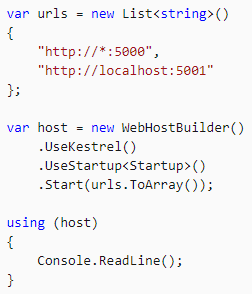 var urls = new List<string>()
{
    "http://*:5000",
    "http://localhost:5001"
};

var host = new WebHostBuilder()
    .UseKestrel()
    .UseStartup<Startup>()
    .Start(urls.ToArray());

using (host)
{
    Console.ReadLine();
}